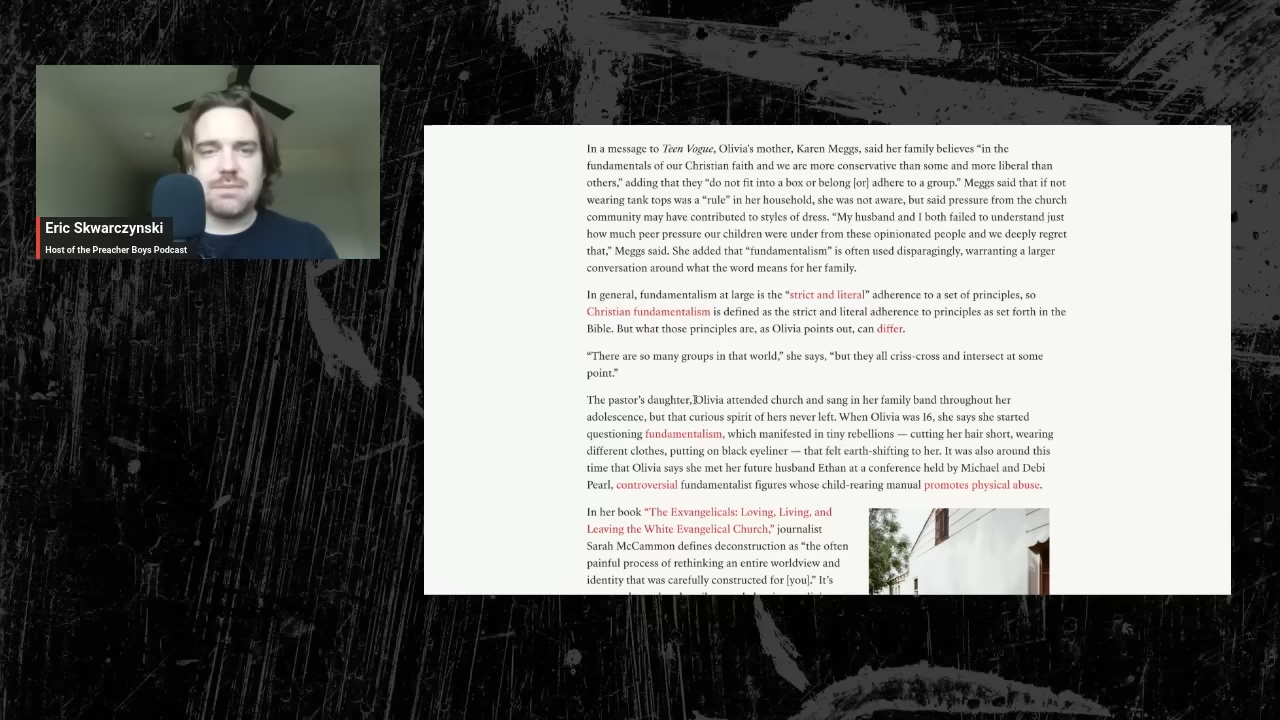 Eric Skwarczynski
Host of the Preacher Boys Podcast
In a message to Teen Vogue, Olivia's mother, Karen Meggs, said her family believes “in the
fundamentals of our Christian faith and we are more conservative than some and more liberal than
others,” adding that they “do not fit into a box or belong [or] adhere to a group.” Meggs said that if not
wearing tank tops was a “rule” in her household, she was not aware, but said pressure from the church
community may have contributed to styles of dress. “My husband and I both failed to understand just
how much peer pressure our children were under from these opinionated people and we deeply regret
that,” Meggs said. She added that “fundamentalism” is often used disparagingly, warranting a larger
conversation around what the word means for her family.
In general, fundamentalism at large is the “strict and literal” adherence to a set of principles, so
Christian fundamentalism is defined as the strict and literal adherence to principles as set forth in the
Bible. But what those principles are, as Olivia points out, can differ.
“There are so many groups in that world,” she says, “but they all criss-cross and intersect at some
point.”
The pastor's daughter, Olivia attended church and sang in her family band throughout her
adolescence, but that curious spirit of hers never left. When Olivia was 16, she says she started
questioning fundamentalism, which manifested in tiny rebellions — cutting her hair short, wearing
different clothes, putting on black eyeliner — that felt earth-shifting to her. It was also around this
time that Olivia says she met her future husband Ethan at a conference held by Michael and Debi
Pearl, controversial fundamentalist figures whose child-rearing manual promotes physical abuse.
In her book “The Exvangelicals: Loving, Living, and
Leaving the White Evangelical Church,” journalist
Sarah McCammon defines deconstruction as “the often
painful process of rethinking an entire worldview and
identity that was carefully constructed for [you].” It's